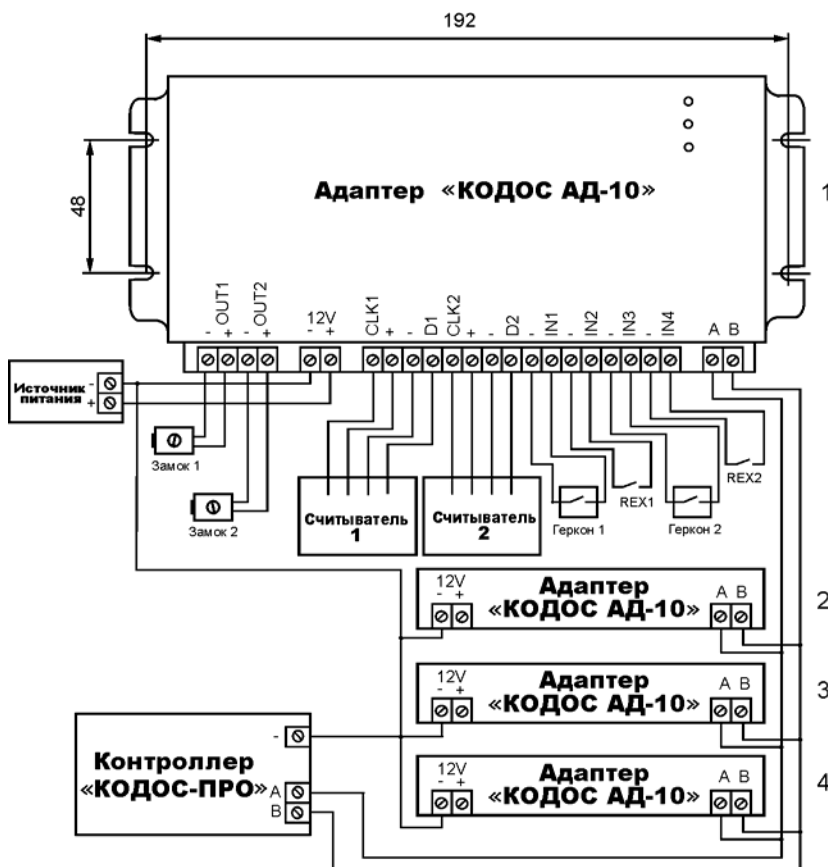 192
48
Адаптер «КОДОС АД-10»
1
- + OUT1 - + OUT2 - + 12V CLK1 + - D1 CLK2 + - D2 - IN1 - IN2 - IN3 - IN4 A B
Источник
питания
-
+
Замок 1
Замок 2
Считыватель
1
Считыватель
2
Геркон 1
REX1
Геркон 2
REX2
12V
- +
Адаптер
«КОДОС АД-10»
A B
2
12V
- +
Адаптер
«КОДОС АД-10»
A B
3
12V
- +
Адаптер
«КОДОС АД-10»
A B
4
Контроллер
«КОДОС-ПРО»
-
A
B